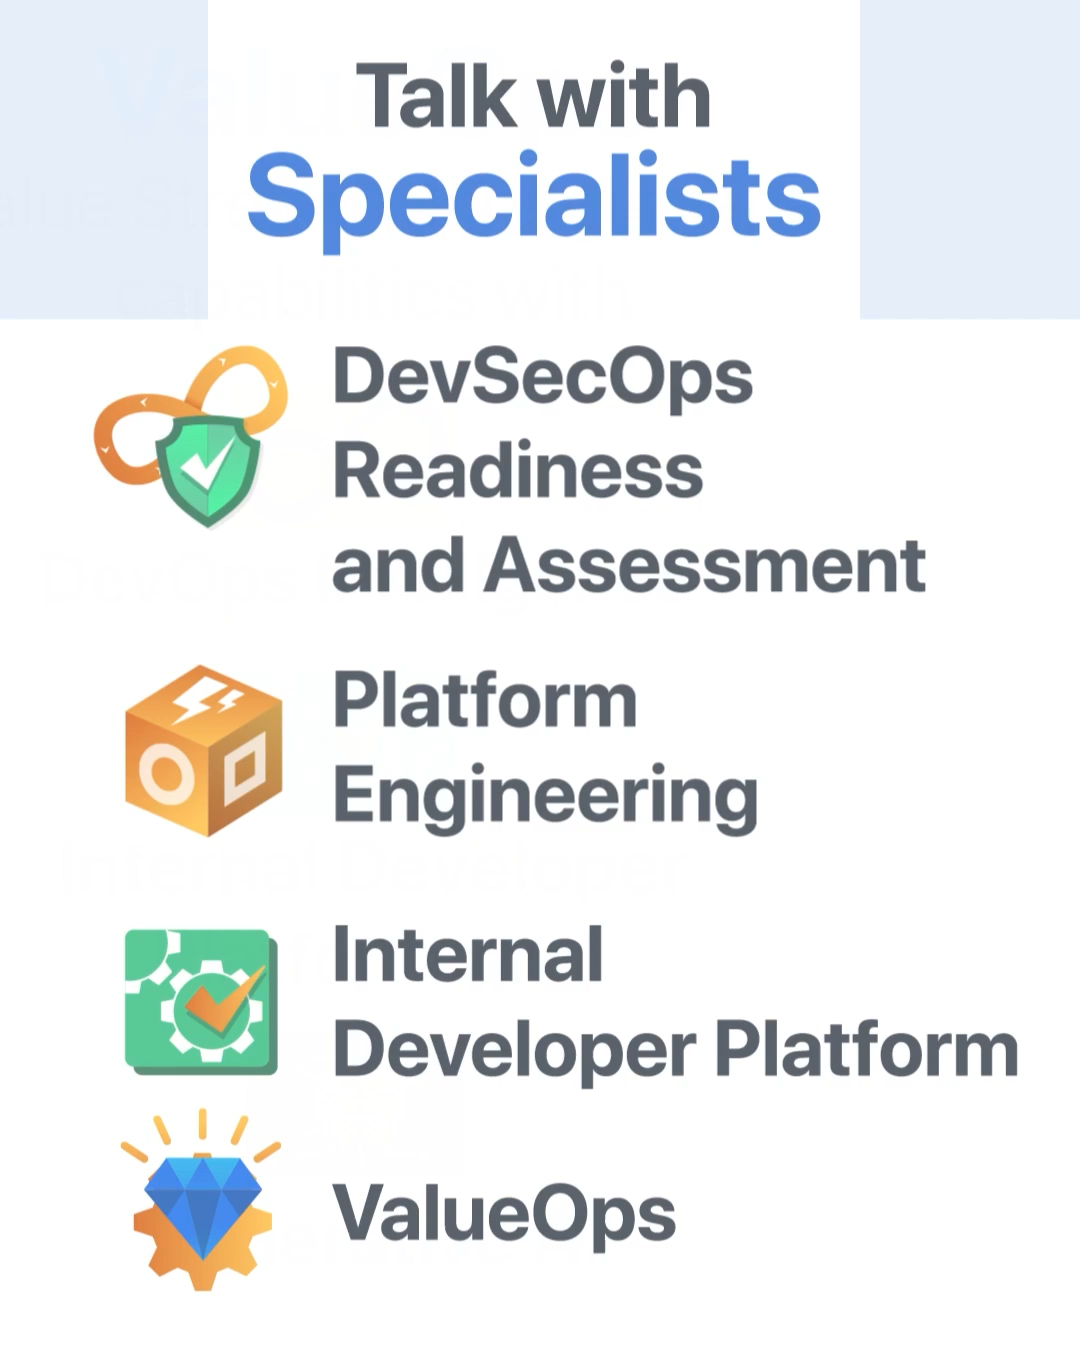 Talk with
Specialists
DevSecOps
Readiness
and Assessment
Platform
Engineering
Internal
Developer Platform
ValueOps